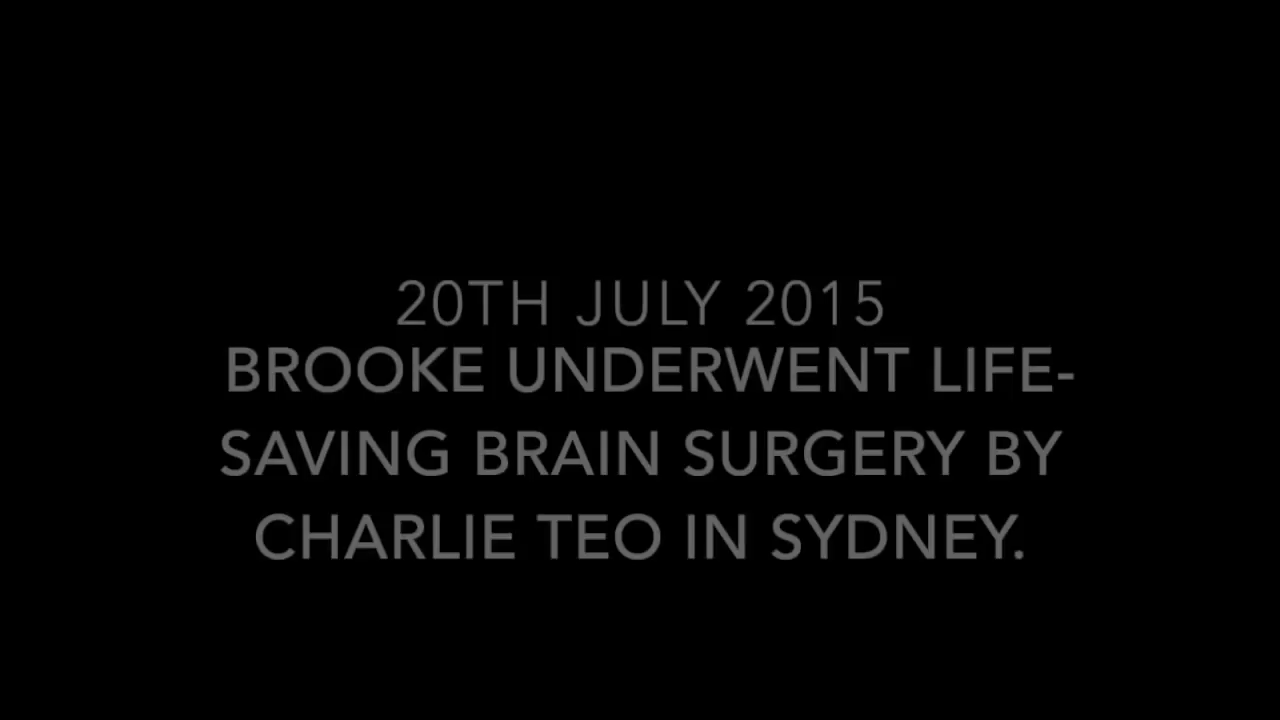 20TH JULY 2015
BROOKE UNDERWENT LIFE-
SAVING BRAIN SURGERY BY
CHARLIE TEO IN SYDNEY.